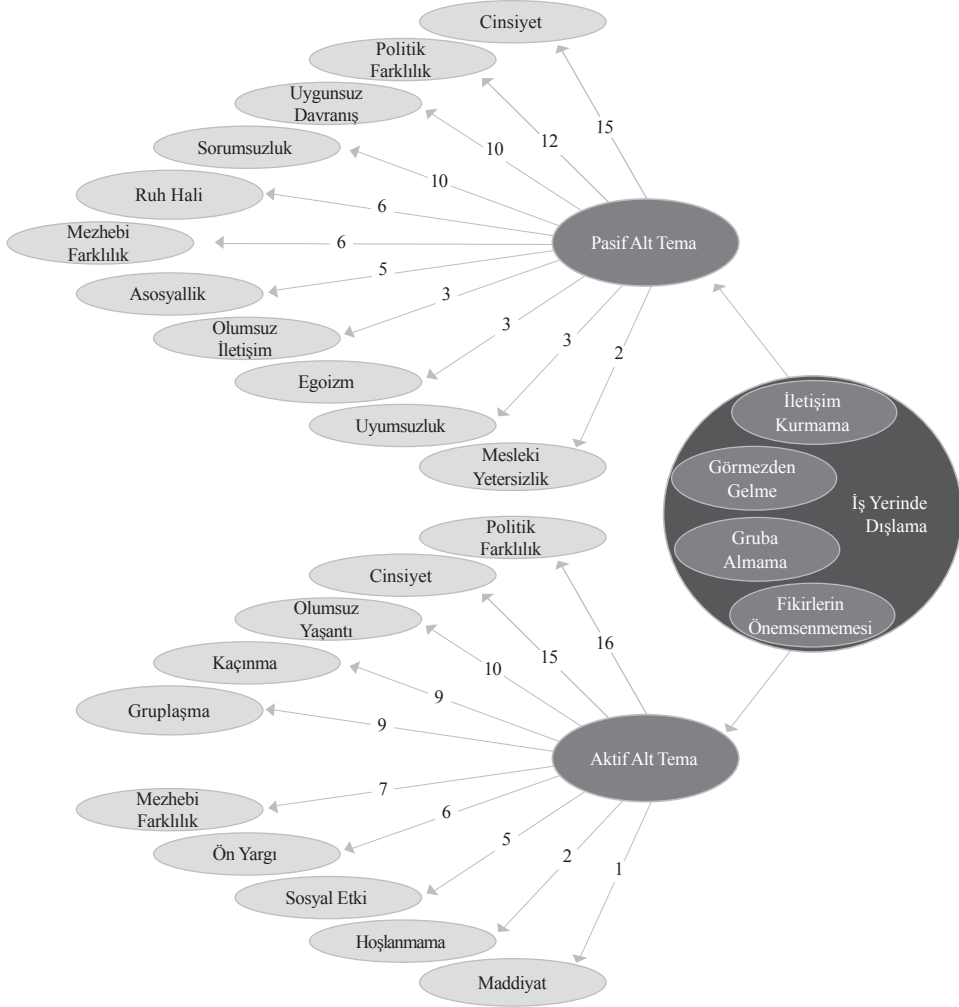 Cinsiyet
Politik
Farklılık
Uygunsuz
Davranış
Sorumsuzluk
Ruh Hali
Mezhebi
Farklılık
Asosyallik
Olumsuz
İletişim
Egoizm
Uyumsuzluk
Mesleki
Yetersizlik
15
12
10
10
6
6
5
3
3
3
2
Pasif Alt Tema
İletişim
Kurmama
Görmezden
Gelme
İş Yerinde
Dışlama
Gruba
Almama
Fikirlerin
Önemsenmemesi
Politik
Farklılık
Cinsiyet
Olumsuz
Yaşantı
Kaçınma
Gruplaşma
Mezhebi
Farklılık
Ön Yargı
Sosyal Etki
Hoşlanmama
Maddiyat
16
15
10
9
9
7
6
5
2
1
Aktif Alt Tema